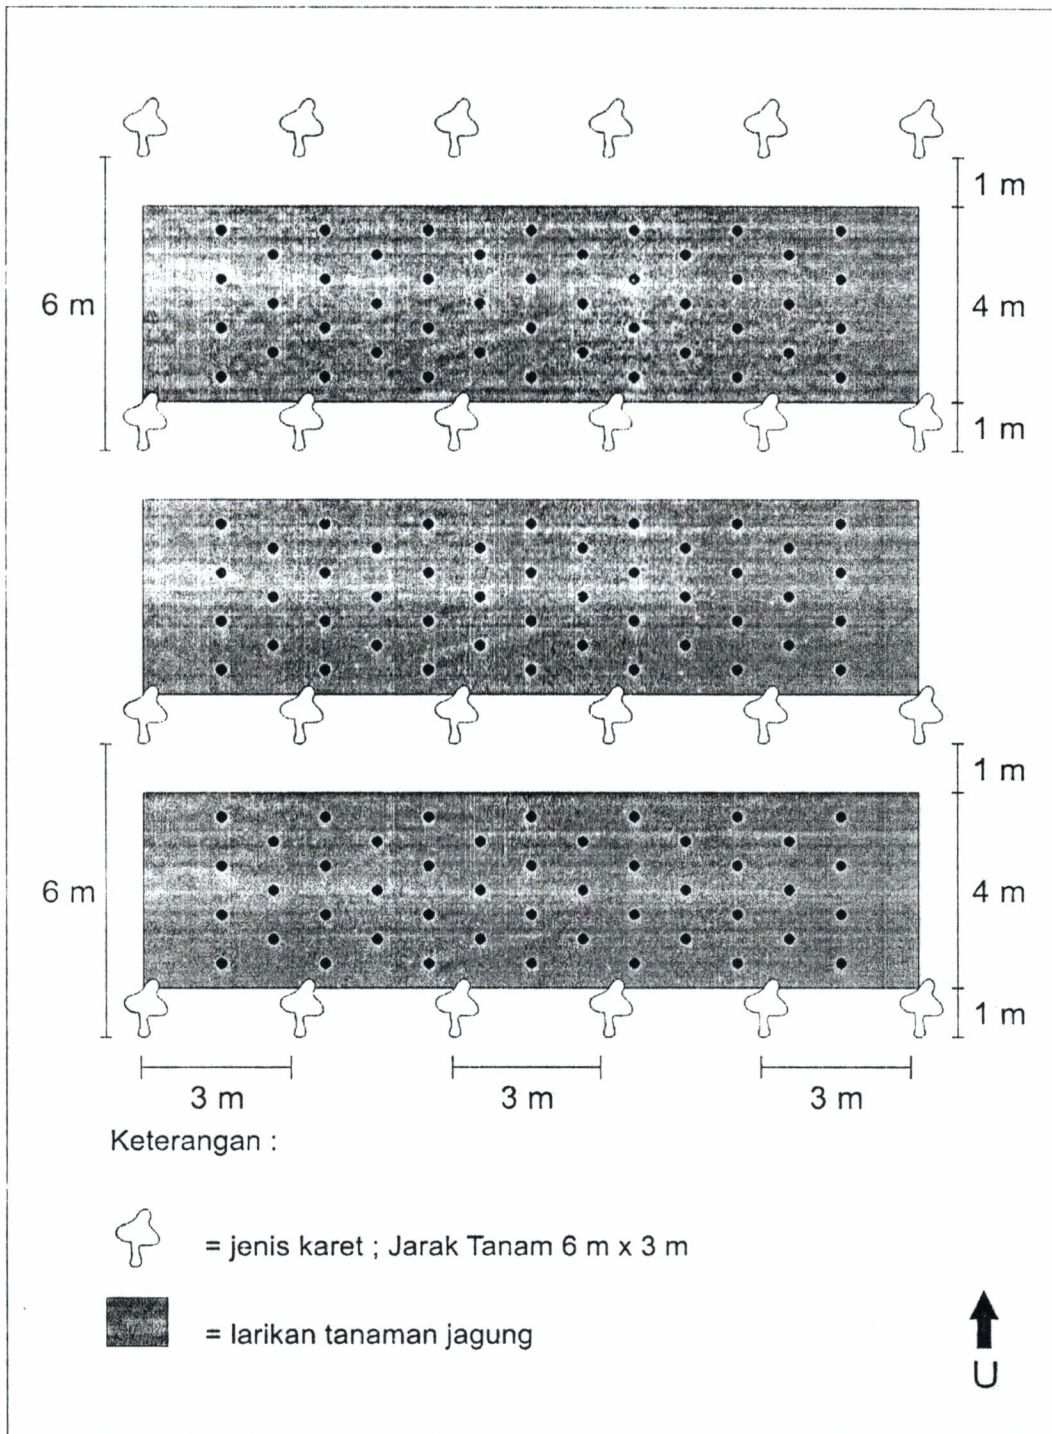 1 m
6 m
4 m
1 m
1 m
6 m
4 m
1 m
3 m
3 m
3 m
Keterangan :
= jenis karet ; Jarak Tanam 6 m x 3 m
= larikan tanaman jagung
U